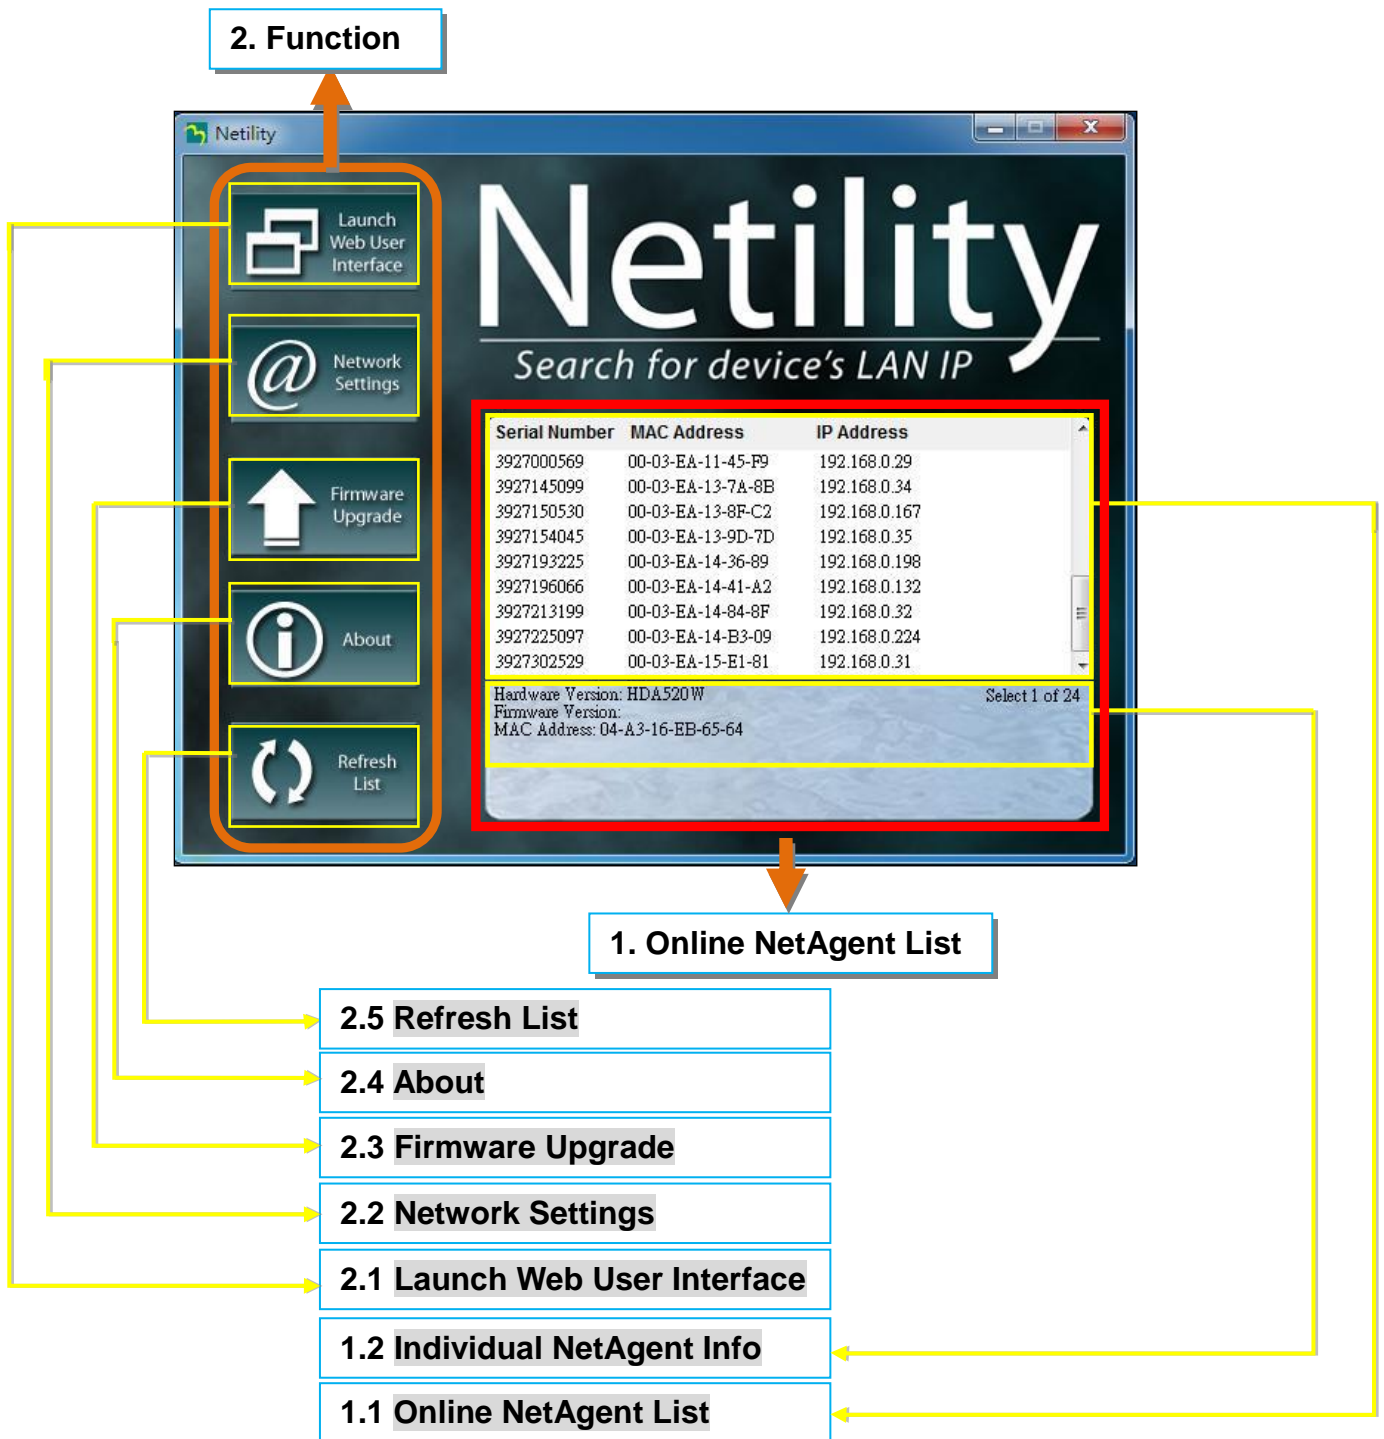 2. Function
Netility
Launch
Web User
Interface
Network
Settings
Firmware
Upgrade
About
Refresh
List
Netility
Search for device's LAN IP
Serial Number MAC Address IP Address
3927000569 00-03-EA-11-45-F9 192.168.0.29
3927145099 00-03-EA-13-7A-8B 192.168.0.34
3927150530 00-03-EA-13-8F-C2 192.168.0.167
3927154045 00-03-EA-13-9D-7D 192.168.0.35
3927193225 00-03-EA-14-36-89 192.168.0.198
3927196066 00-03-EA-14-41-A2 192.168.0.132
3927213199 00-03-EA-14-84-8F 192.168.0.32
3927225097 00-03-EA-14-B3-09 192.168.0.224
3927302529 00-03-EA-15-E1-81 192.168.0.31
Hardware Version: HDA520W Select 1 of 24
Firmware Version:
MAC Address: 04-A3-16-EB-65-64
1. Online NetAgent List
2.5 Refresh List
2.4 About
2.3 Firmware Upgrade
2.2 Network Settings
2.1 Launch Web User Interface
1.2 Individual NetAgent Info
1.1 Online NetAgent List